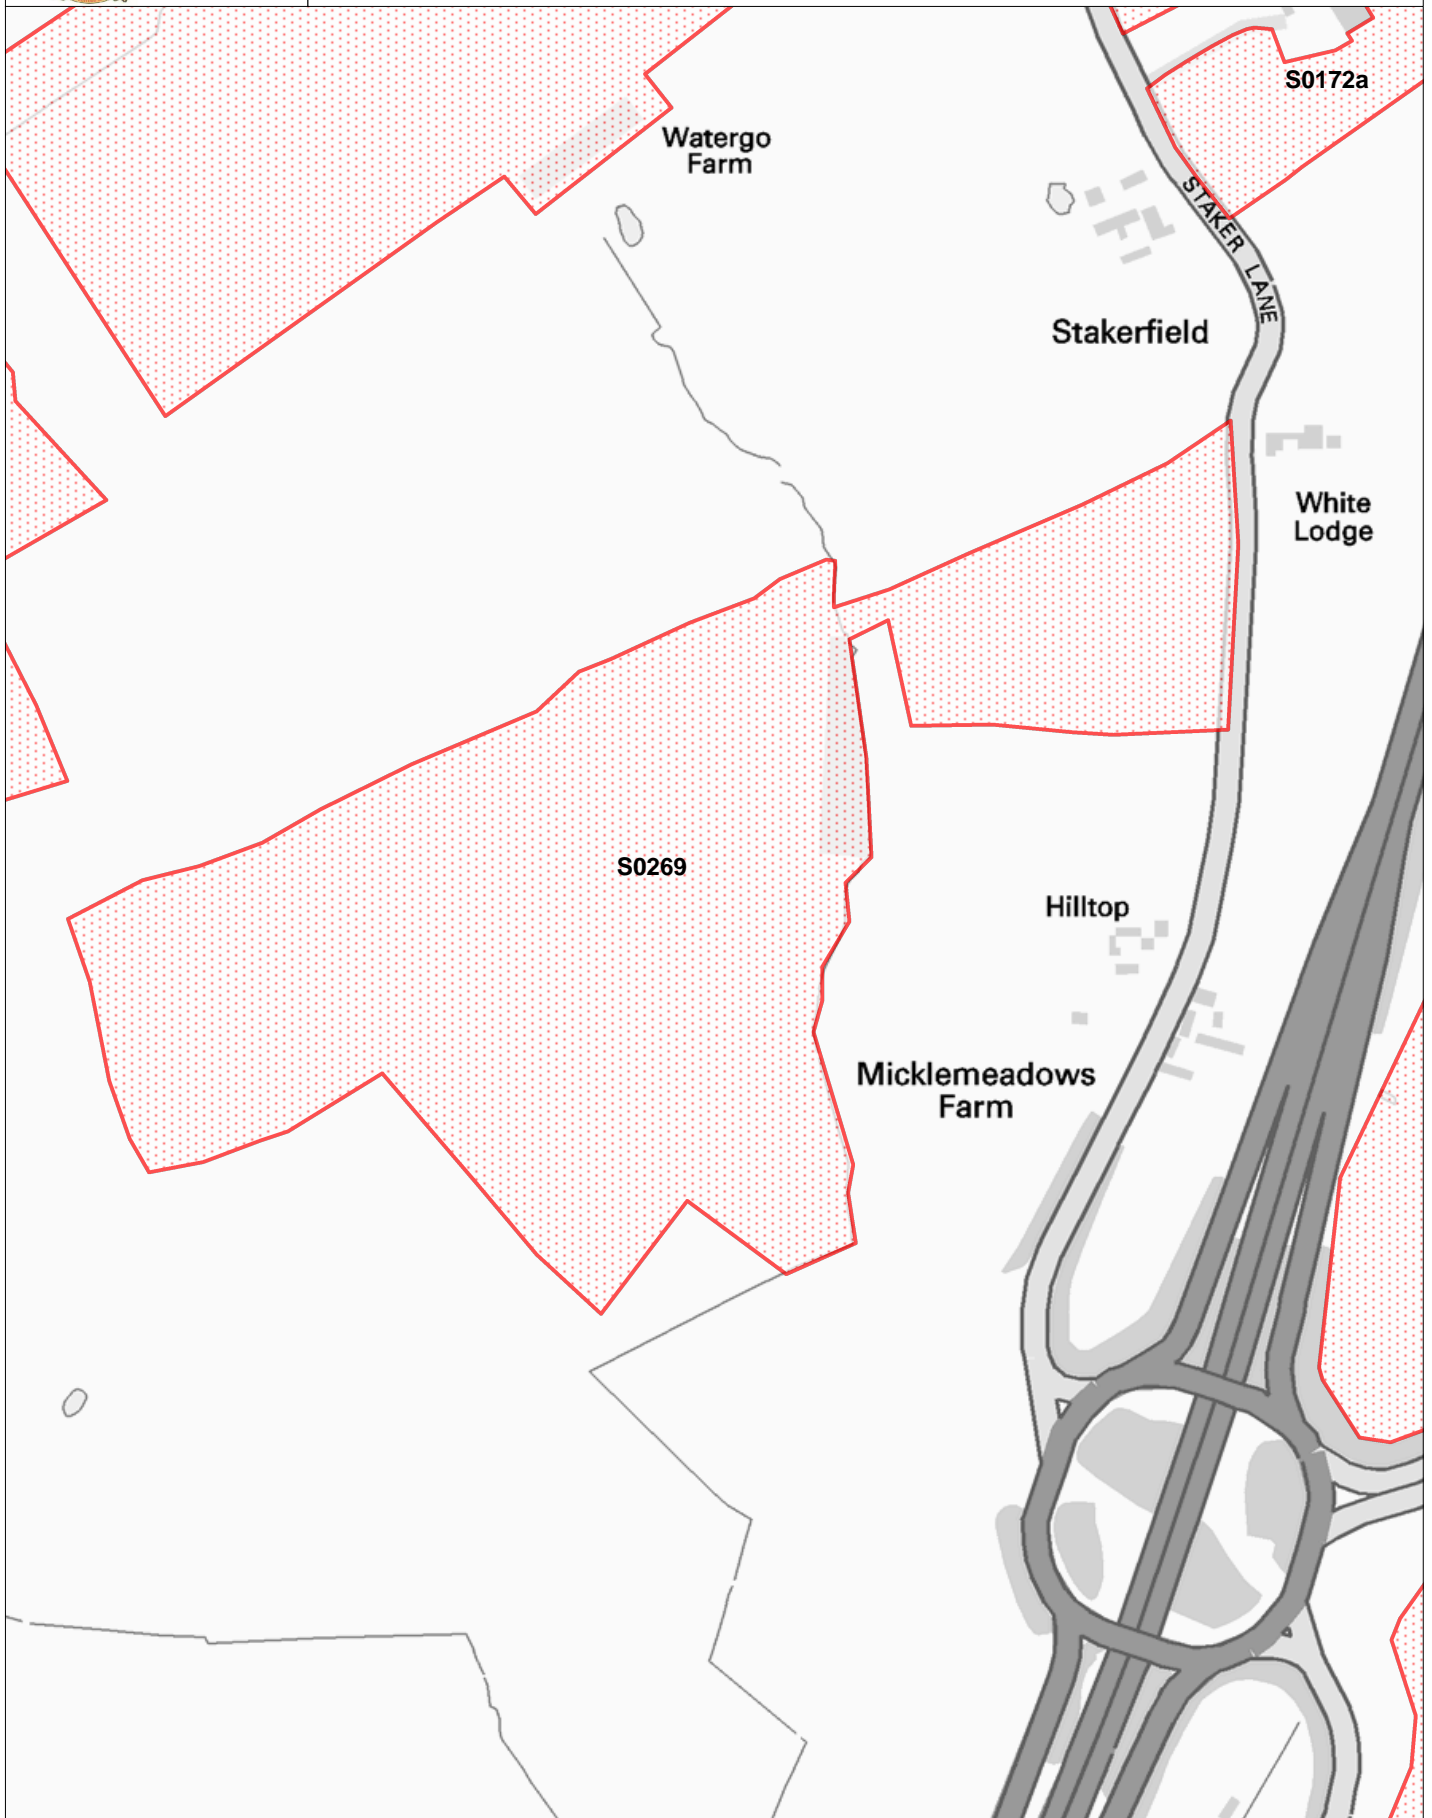 S0172a
Watergo
Farm
STAKER LANE
Stakerfield
White
Lodge
S0269
Hilltop
Micklemeadows
Farm